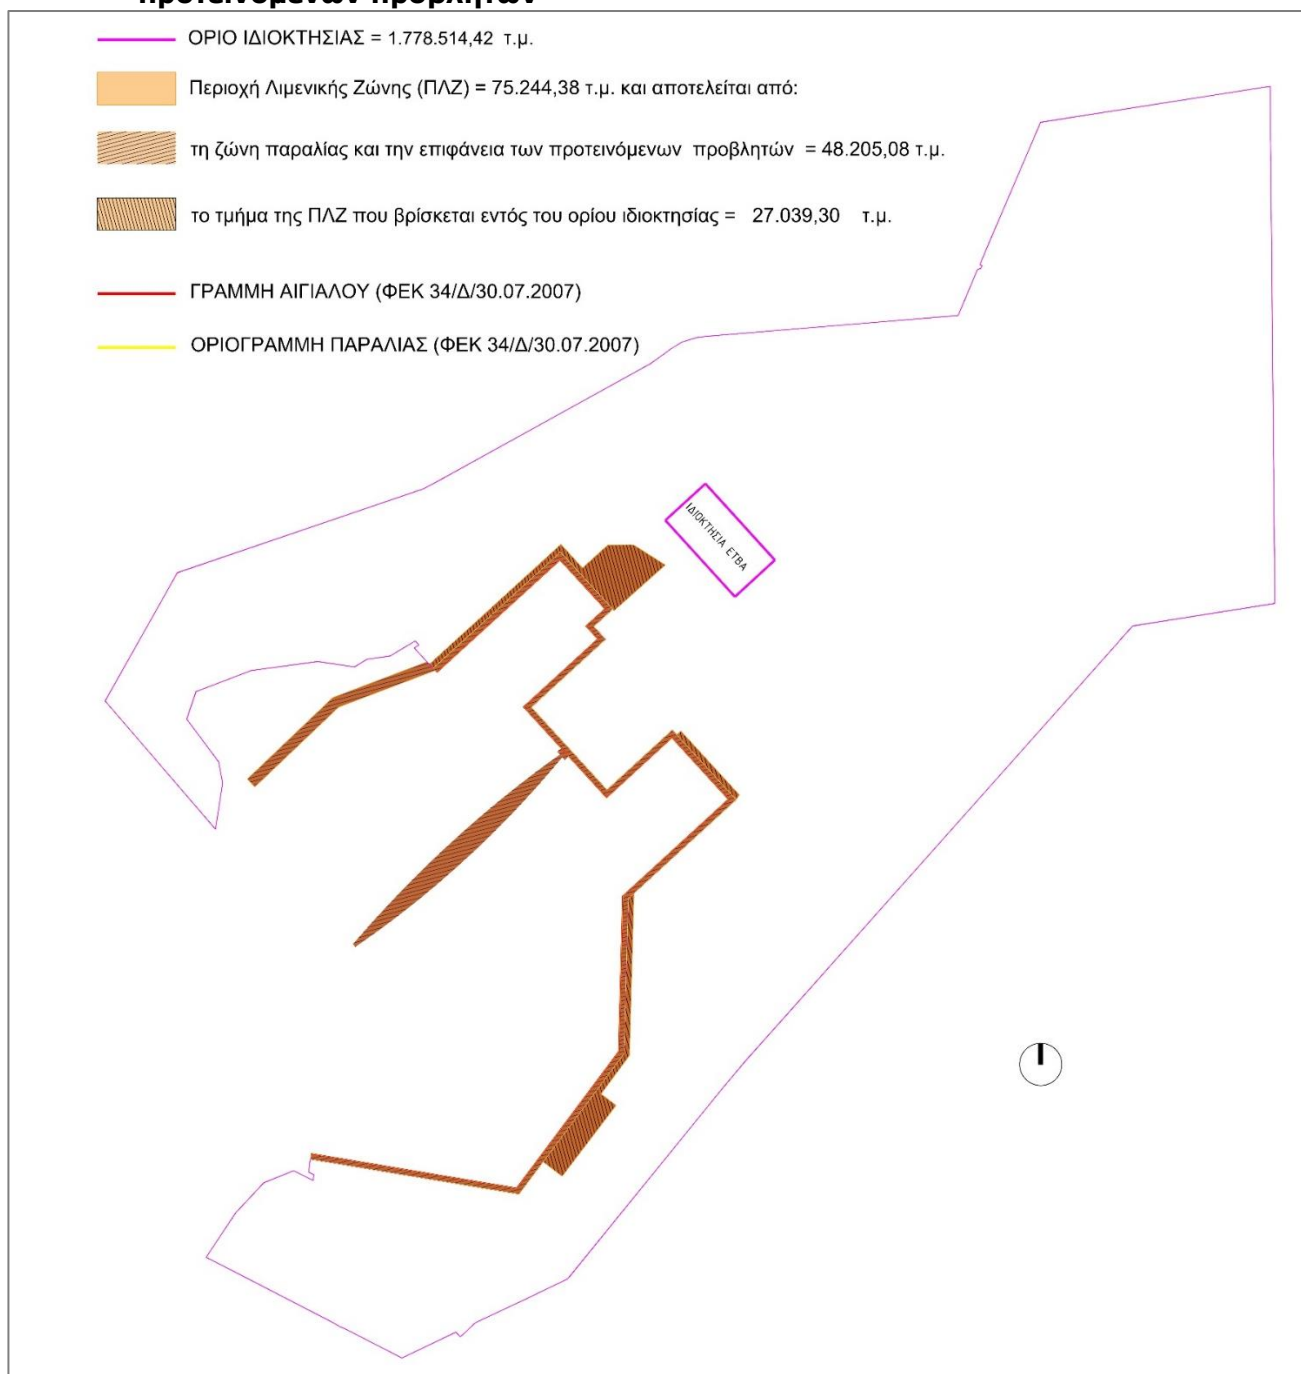 προτεινόμενων προβλητών
ΟΡΙΟ ΙΔΙΟΚΤΗΣΙΑΣ = 1.778.514,42 τ.μ.
Περιοχή Λιμενικής Ζώνης (ΠΛΖ) = 75.244,38 τ.μ. και αποτελείται από:
τη ζώνη παραλίας και την επιφάνεια των προτεινόμενων προβλητών = 48.205,08 τ.μ.
το τμήμα της ΠΛΖ που βρίσκεται εντός του ορίου ιδιοκτησίας = 27.039,30 τ.μ.
ΓΡΑΜΜΗ ΑΙΓΙΑΛΟΥ (ΦΕΚ 34/Δ/30.07.2007)
ΟΡΙΟΓΡΑΜΜΗ ΠΑΡΑΛΙΑΣ (ΦΕΚ 34/Δ/30.07.2007)
ΙΔΙΟΚΤΗΣΙΑ ΕΤΒΑ